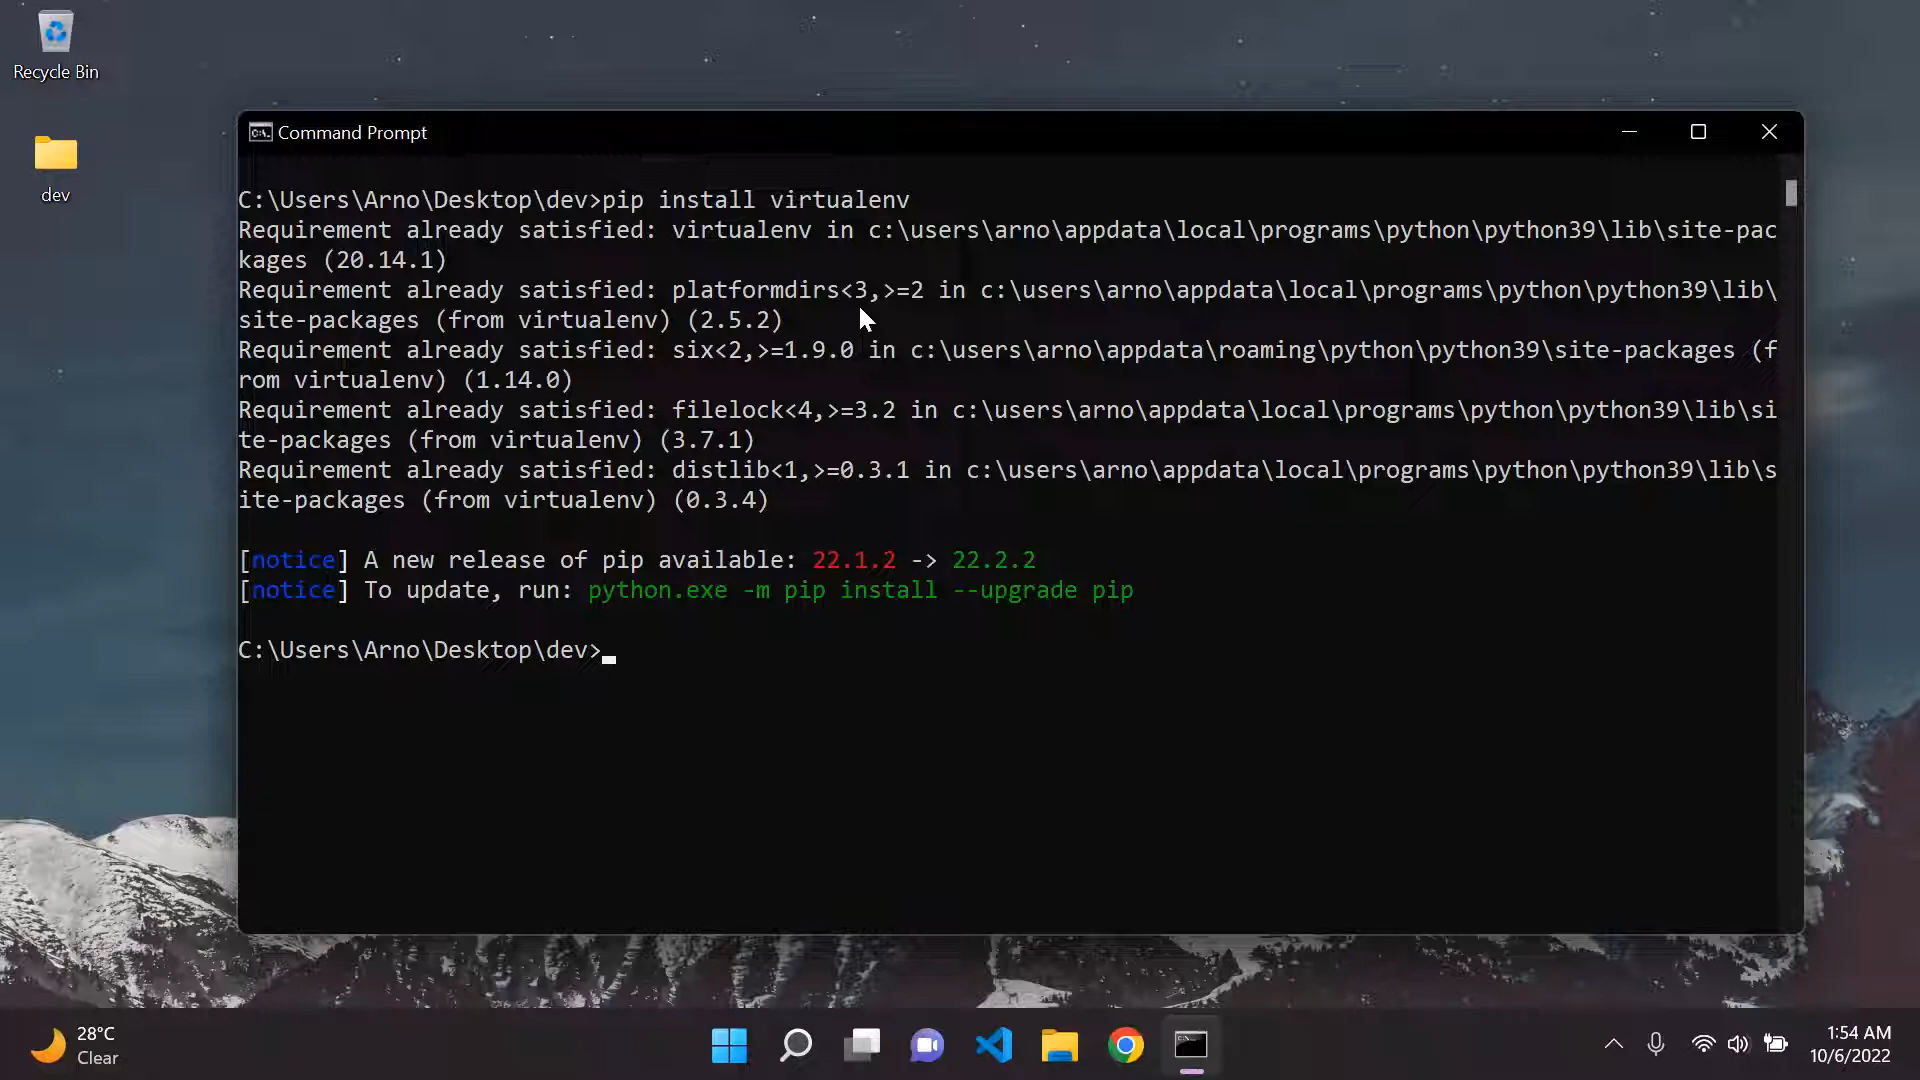 Recycle Bin
dev
Command Prompt
C:\Users\Arno\Desktop\dev>pip install virtualenv
Requirement already satisfied: virtualenv in c:\users\arno\appdata\local\programs\python\python39\lib\site-pac
kages (20.14.1)
Requirement already satisfied: platformdirs<3,>=2 in c:\users\arno\appdata\local\programs\python\python39\lib\
site-packages (from virtualenv) (2.5.2)
Requirement already satisfied: six<2,>=1.9.0 in c:\users\arno\appdata\roaming\python\python39\site-packages (f
rom virtualenv) (1.14.0)
Requirement already satisfied: filelock<4,>=3.2 in c:\users\arno\appdata\local\programs\python\python39\lib\si
te-packages (from virtualenv) (3.7.1)
Requirement already satisfied: distlib<1,>=0.3.1 in c:\users\arno\appdata\local\programs\python\python39\lib\s
ite-packages (from virtualenv) (0.3.4)
[notice] A new release of pip available: 22.1.2 -> 22.2.2
[notice] To update, run: python.exe -m pip install --upgrade pip
C:\Users\Arno\Desktop\dev>
28°C
Clear
1:54 AM
10/6/2022